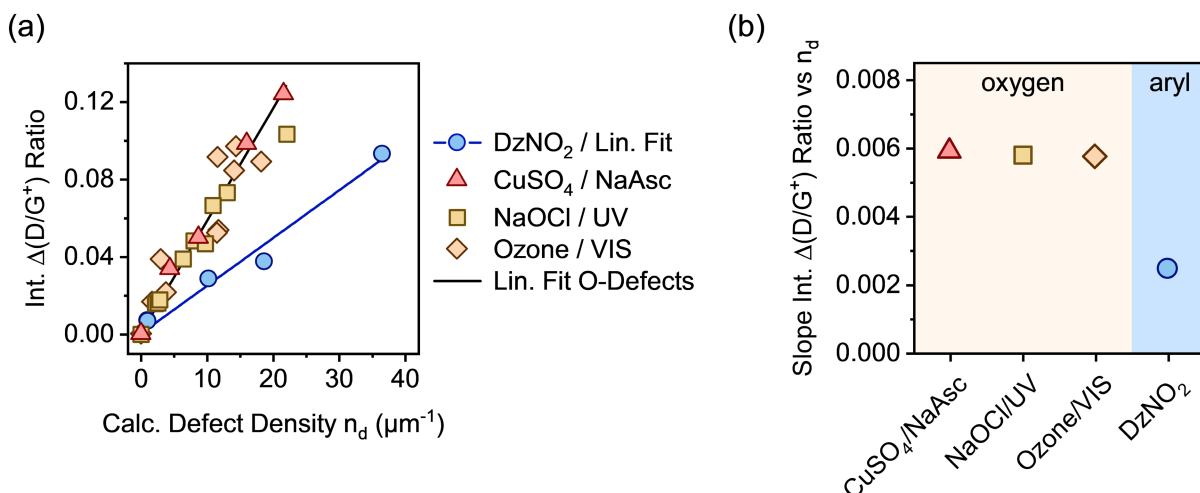 (a)
Int. Δ(D/G⁺) Ratio
0.12
0.08
0.04
0.00
0 10 20 30 40
Calc. Defect Density n_d (µm⁻¹)
DzNO₂ / Lin. Fit
CuSO₄ / NaAsc
NaOCl / UV
Ozone / VIS
Lin. Fit O-Defects
(b)
Slope Int. Δ(D/G⁺) Ratio vs n_d
0.008
0.006
0.004
0.002
0.000
oxygen
aryl
CuSO₄/NaAsc
NaOCl/UV
Ozone/VIS
DzNO₂